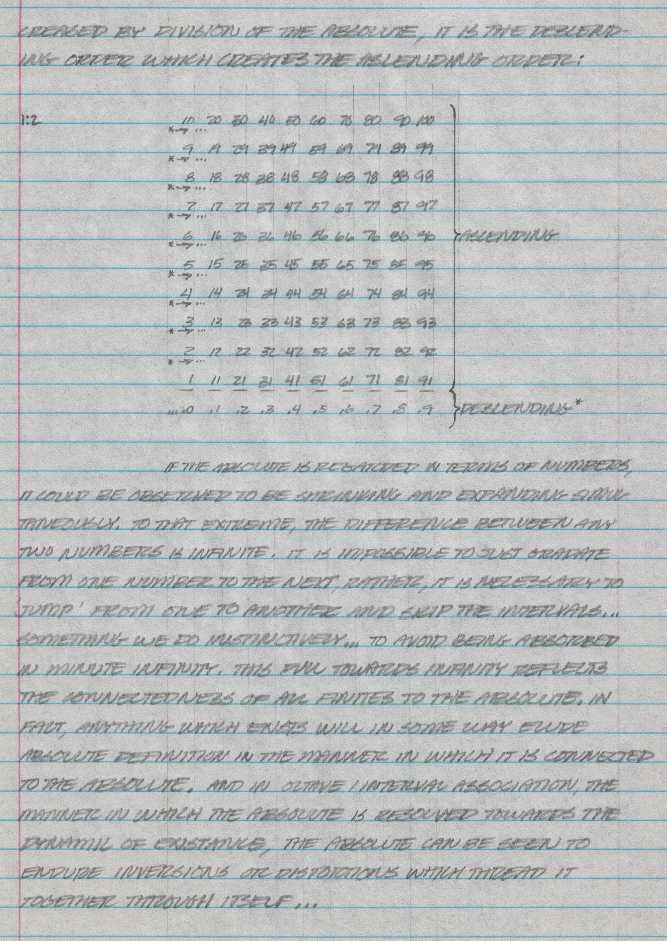 CREATED BY DIVISION OF THE ABSOLUTE, IT IS THE DESCEND-
ING ORDER WHICH CREATES THE ASCENDING ORDER:
1:2 *→ 10 ... 20 30 40 50 60 70 80 90 100
*→ 9 ... 19 29 39 49 59 69 79 89 99
*→ 8 ... 18 28 38 48 58 68 78 88 98
*→ 7 ... 17 27 37 47 57 67 77 87 97
*→ 6 ... 16 26 36 46 56 66 76 86 96 ASCENDING
*→ 5 ... 15 25 35 45 55 65 75 85 95
*→ 4 ... 14 24 34 44 54 64 74 84 94
*→ 3 ... 13 23 33 43 53 63 73 83 93
*→ 2 ... 12 22 32 42 52 62 72 82 92
1 11 21 31 41 51 61 71 81 91
...0 .1 .2 .3 .4 .5 .6 .7 .8 .9 DESCENDING*
IF THE ABSOLUTE IS REGARDED IN TERMS OF NUMBERS,
IT COULD BE OBSERVED TO BE SHRINKING AND EXPANDING SIMUL
TANEOUSLY. TO THAT EXTREME, THE DIFFERENCE BETWEEN ANY
TWO NUMBERS IS INFINITE. IT IS IMPOSSIBLE TO JUST GRADATE
FROM ONE NUMBER TO THE NEXT, RATHER, IT IS NECESSARY TO
'JUMP' FROM ONE TO ANOTHER AND SKIP THE INTERVALS...
SOMETHING WE DO INSTINCTIVELY... TO AVOID BEING ABSORBED
IN MINUTE INFINITY. THIS PULL TOWARDS INFINITY REFLECTS
THE CONNECTEDNESS OF ALL FINITES TO THE ABSOLUTE. IN
FACT, ANYTHING WHICH EXISTS WILL IN SOME WAY ELUDE
ABSOLUTE DEFINITION IN THE MANNER IN WHICH IT IS CONNECTED
TO THE ABSOLUTE. AND IN OCTAVE / INTERVAL ASSOCIATION, THE
MANNER IN WHICH THE ABSOLUTE IS RESOLVED TOWARDS THE
DYNAMIC OF EXISTANCE, THE ABSOLUTE CAN BE SEEN TO
ENDURE INVERSIONS OR DISTORTIONS WHICH THREAD IT
TOGETHER THROUGH ITSELF...